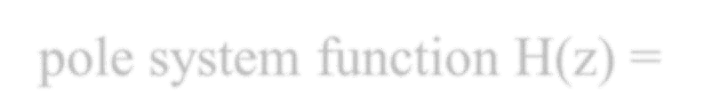 pole system function H(z) =